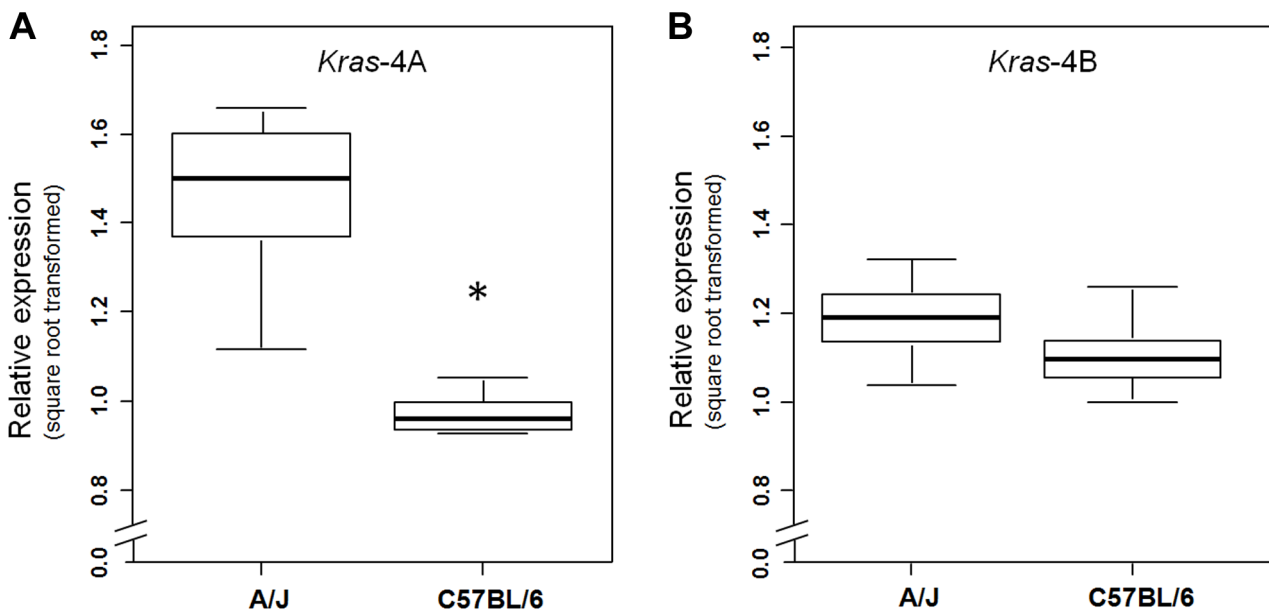 A
Kras-4A
Relative expression
(square root transformed)
1.8
1.6
1.4
1.2
1.0
0.8
0.0
*
A/J
C57BL/6
B
Kras-4B
Relative expression
(square root transformed)
1.8
1.6
1.4
1.2
1.0
0.8
0.0
A/J
C57BL/6